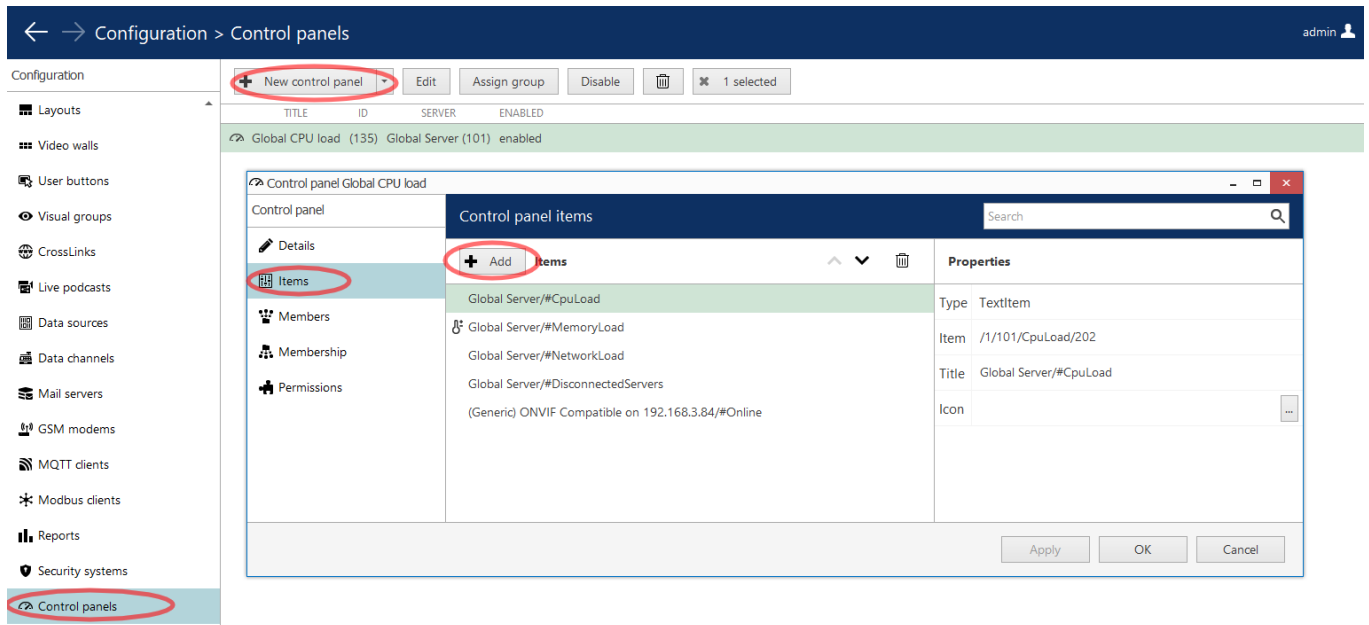 Configuration > Control panels
admin
Configuration
Layouts
Video walls
User buttons
Visual groups
CrossLinks
Live podcasts
Data sources
Data channels
Mail servers
GSM modems
MQTT clients
Modbus clients
Reports
Security systems
Control panels
New control panel Edit Assign group Disable 1 selected
TITLE ID SERVER ENABLED
Global CPU load (135) Global Server (101) enabled
Control panel Global CPU load
Control panel
Details
Items
Members
Membership
Permissions
Control panel items
Search
Add Items
Global Server/#CpuLoad
Global Server/#MemoryLoad
Global Server/#NetworkLoad
Global Server/#DisconnectedServers
(Generic) ONVIF Compatible on 192.168.3.84/#Online
Properties
Type TextItem
Item /1/101/CpuLoad/202
Title Global Server/#CpuLoad
Icon ...
Apply OK Cancel